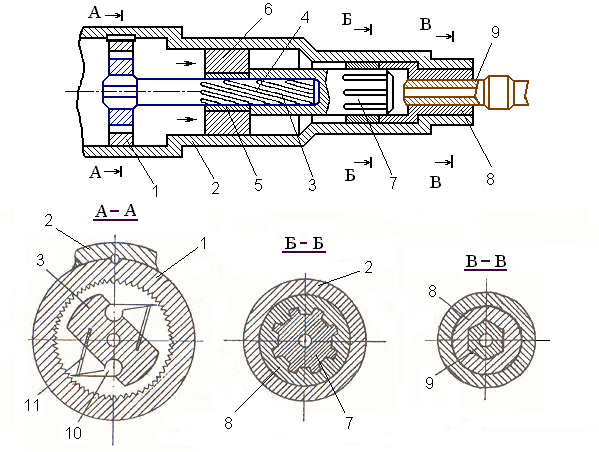 А 6 4 Б В 9
А 1 2 5 3 Б 7 В 8
А – А
Б – Б
В – В
2 1 3 11 10
2 8 7
8 9